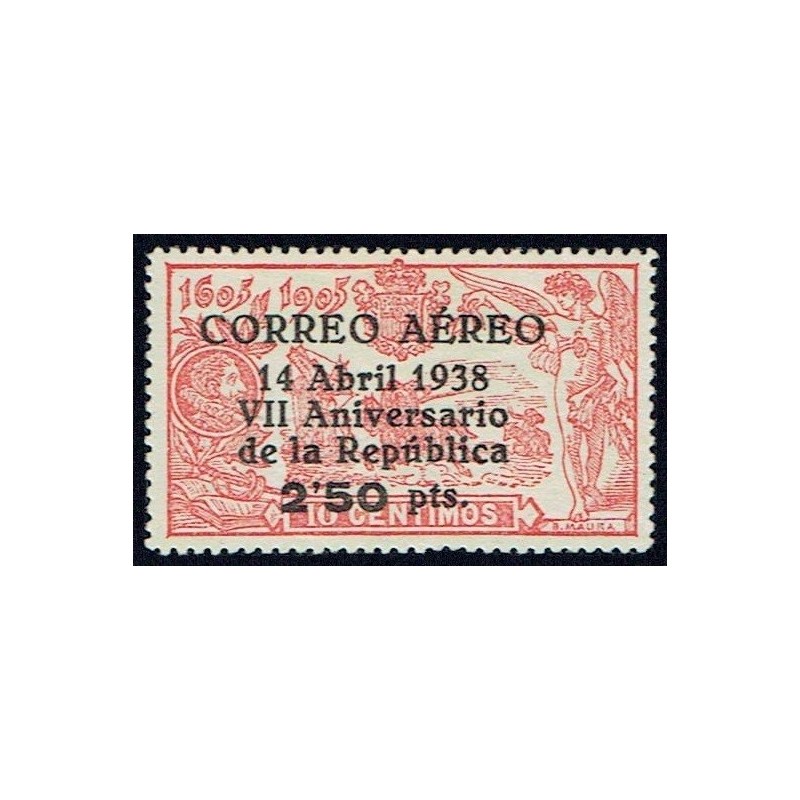 1605 1905
CORREO AÉREO
14 Abril 1938
VII Aniversario
de la República
2'50 pts.
10 CENTIMOS
B. MAURA